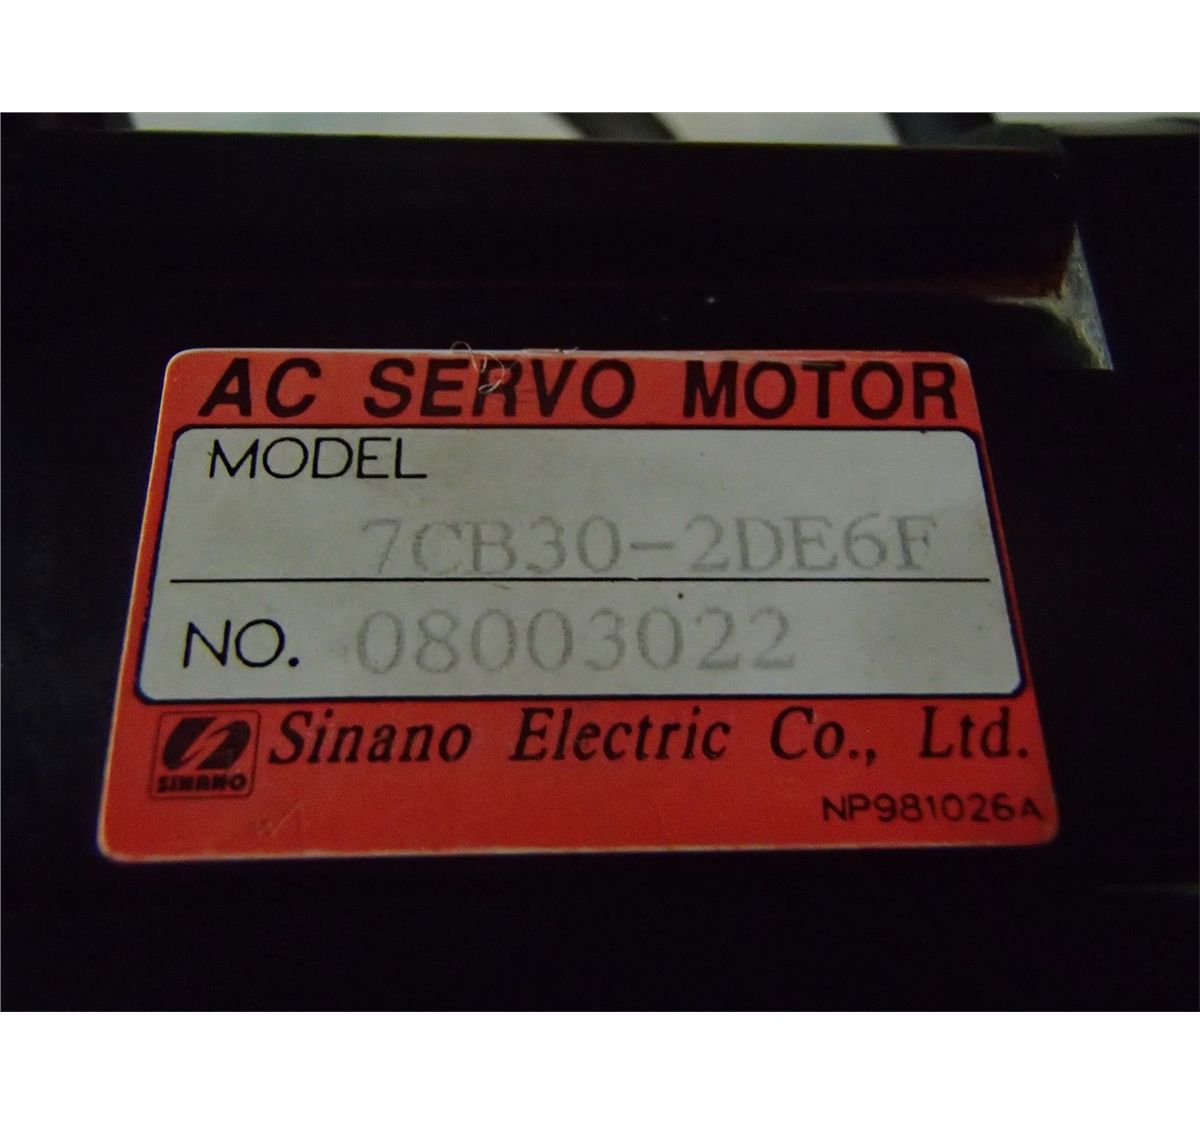 AC SERVO MOTOR
MODEL
7CB30-2DE6F
NO. 08003022
SINANO Sinano Electric Co., Ltd.
NP981026A